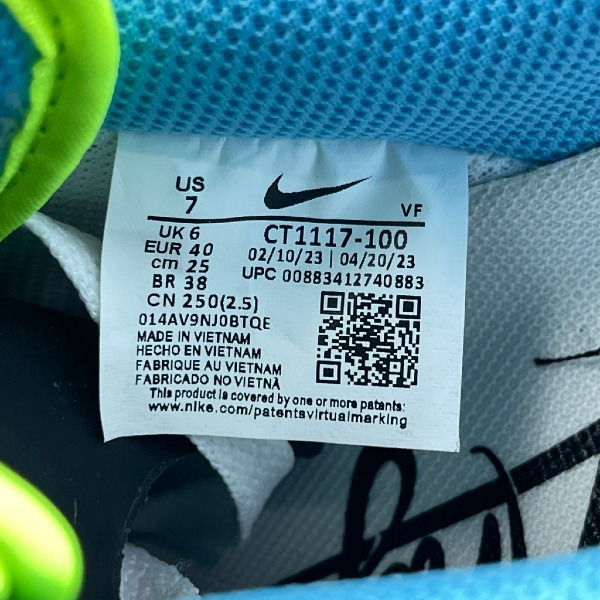 US
7
VF
UK 6
EUR 40
cm 25
BR 38
CN 250(2.5)
CT1117-100
02/10/23 | 04/20/23
UPC 00883412740883
014AV9NJ0BTQE
MADE IN VIETNAM
HECHO EN VIETNAM
FABRIQUE AU VIETNAM
FABRICADO NO VIETNÃ
This product is covered by one or more patents:
www.nike.com/patentsvirtualmarking